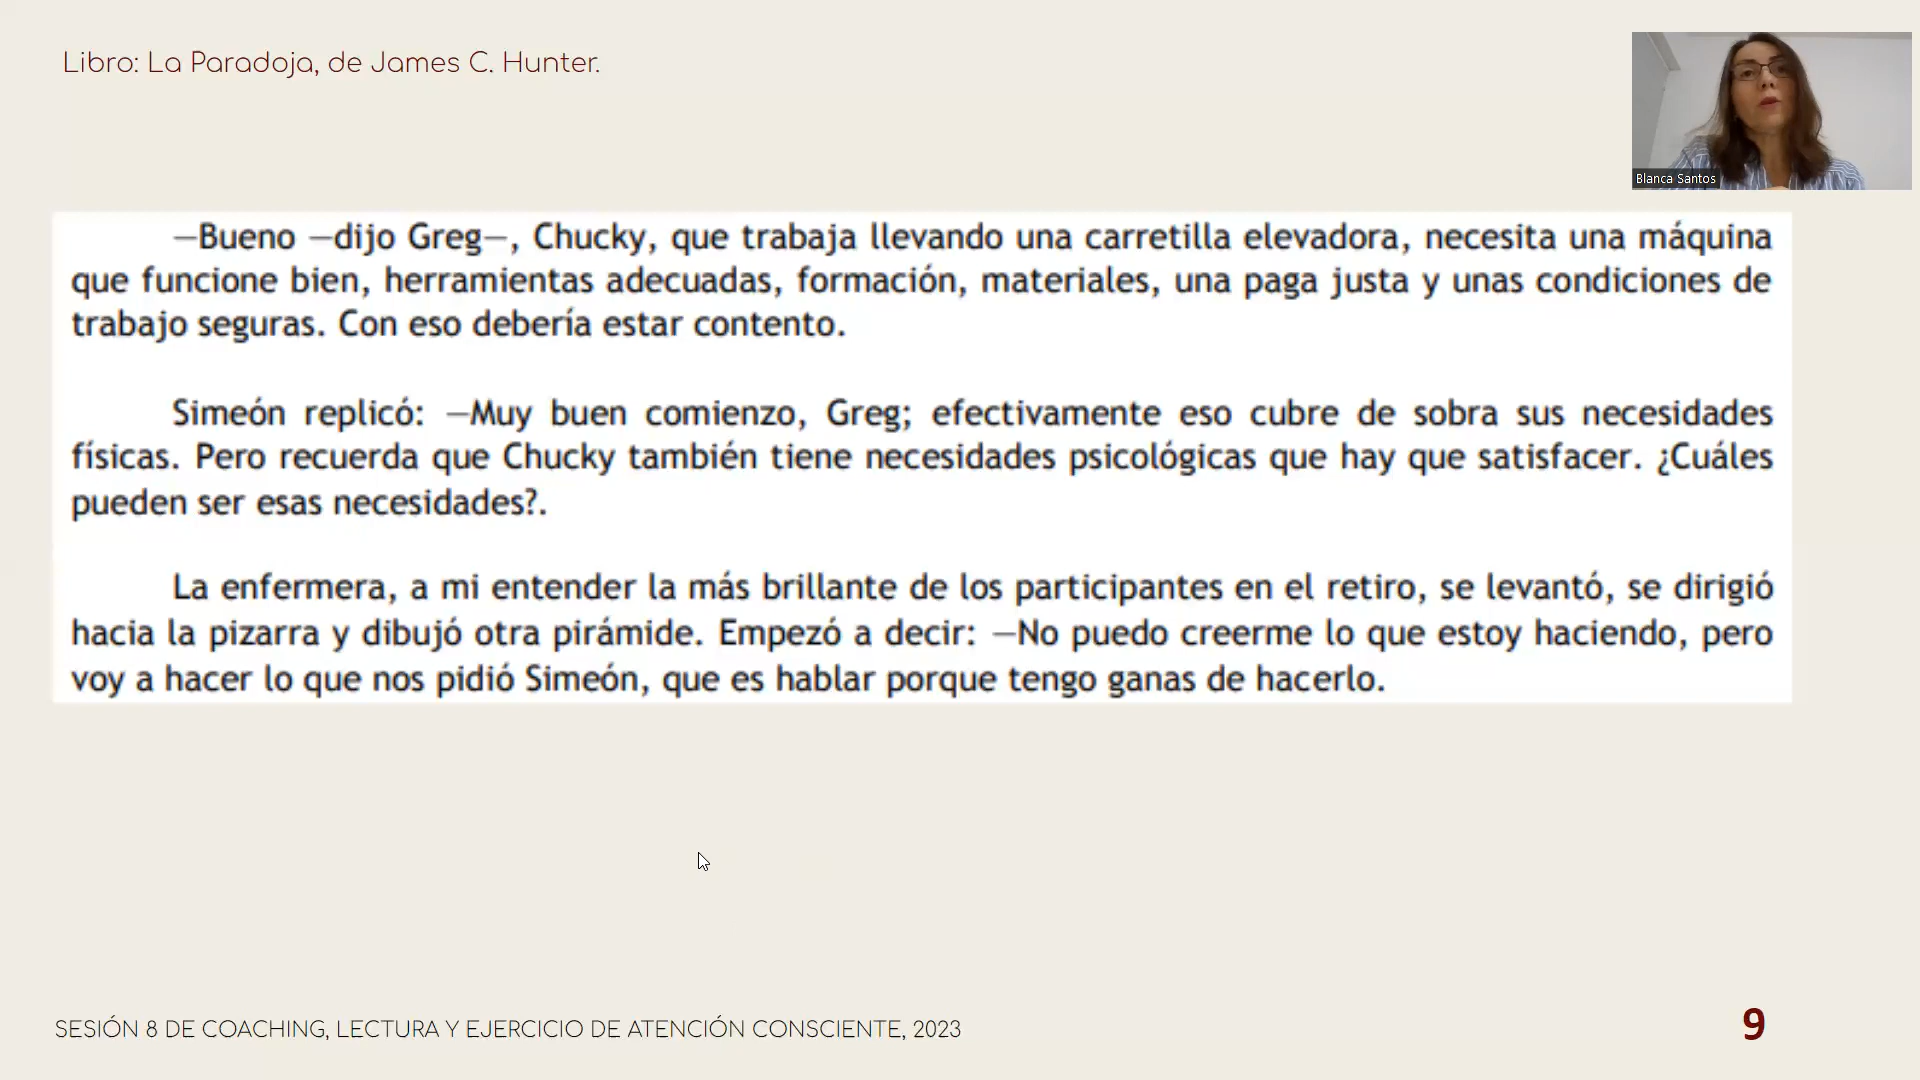 Libro: La Paradoja, de James C. Hunter.
Blanca Santos
—Bueno —dijo Greg—, Chucky, que trabaja llevando una carretilla elevadora, necesita una máquina
que funcione bien, herramientas adecuadas, formación, materiales, una paga justa y unas condiciones de
trabajo seguras. Con eso debería estar contento.
Simeón replicó: —Muy buen comienzo, Greg; efectivamente eso cubre de sobra sus necesidades
físicas. Pero recuerda que Chucky también tiene necesidades psicológicas que hay que satisfacer. ¿Cuáles
pueden ser esas necesidades?.
La enfermera, a mi entender la más brillante de los participantes en el retiro, se levantó, se dirigió
hacia la pizarra y dibujó otra pirámide. Empezó a decir: —No puedo creerme lo que estoy haciendo, pero
voy a hacer lo que nos pidió Simeón, que es hablar porque tengo ganas de hacerlo.
SESIÓN 8 DE COACHING, LECTURA Y EJERCICIO DE ATENCIÓN CONSCIENTE, 2023
9